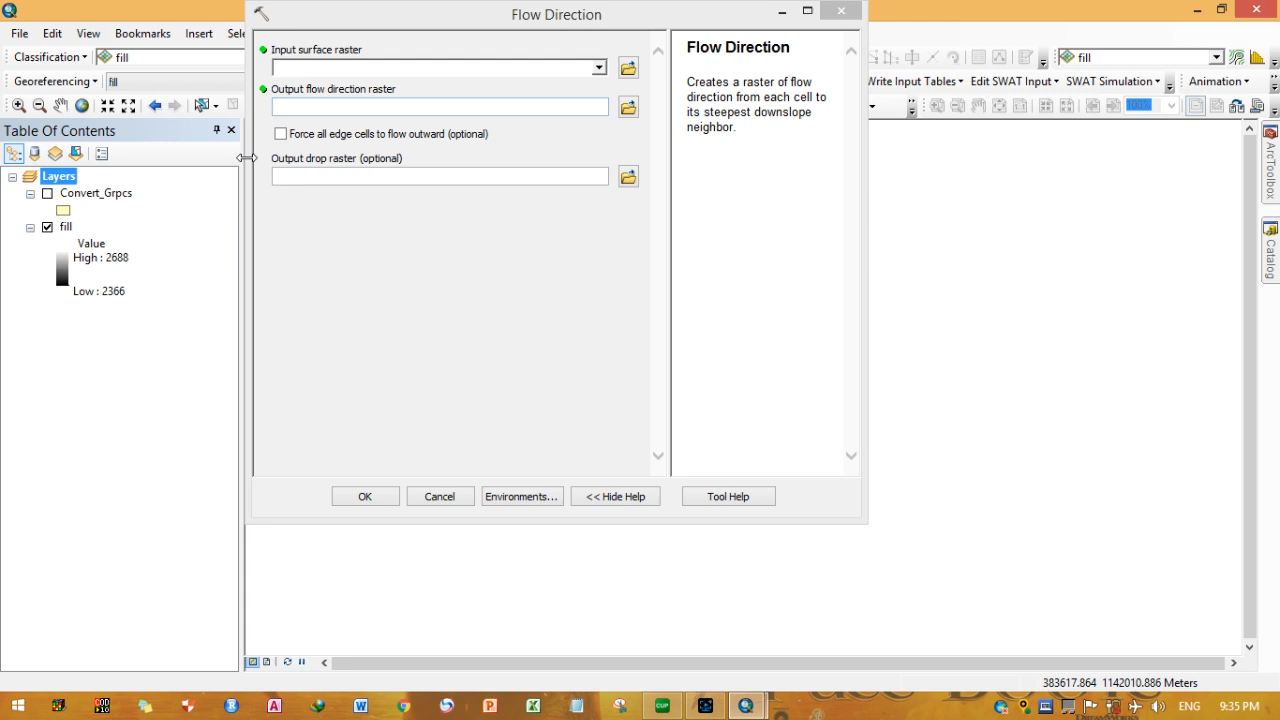 Flow Direction
File Edit View Bookmarks Insert Sele
Classification fill
fill
Georeferencing fill
Write Input Tables Edit SWAT Input SWAT Simulation Animation
100%
Table Of Contents
Layers
Convert_Grpcs
fill
Value
High : 2688
Low : 2366
Input surface raster
Output flow direction raster
Force all edge cells to flow outward (optional)
Output drop raster (optional)
OK Cancel Environments... << Hide Help Tool Help
Flow Direction
Creates a raster of flow
direction from each cell to
its steepest downslope
neighbor.
ArcToolbox
Catalog
383617.864 1142010.886 Meters
ENG 9:35 PM